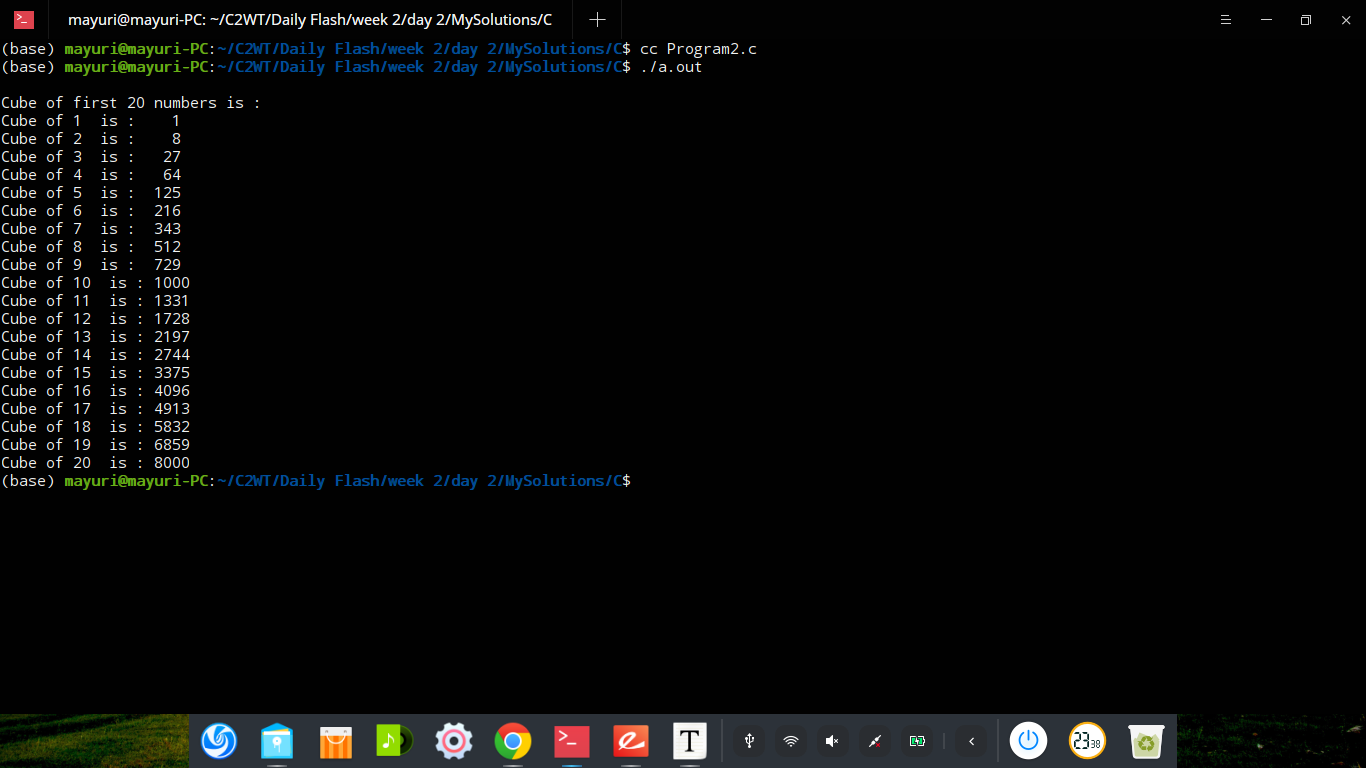 mayuri@mayuri-PC: ~/C2WT/Daily Flash/week 2/day 2/MySolutions/C
(base) mayuri@mayuri-PC:~/C2WT/Daily Flash/week 2/day 2/MySolutions/C$ cc Program2.c
(base) mayuri@mayuri-PC:~/C2WT/Daily Flash/week 2/day 2/MySolutions/C$ ./a.out

Cube of first 20 numbers is :
Cube of 1  is :    1
Cube of 2  is :    8
Cube of 3  is :   27
Cube of 4  is :   64
Cube of 5  is :  125
Cube of 6  is :  216
Cube of 7  is :  343
Cube of 8  is :  512
Cube of 9  is :  729
Cube of 10  is : 1000
Cube of 11  is : 1331
Cube of 12  is : 1728
Cube of 13  is : 2197
Cube of 14  is : 2744
Cube of 15  is : 3375
Cube of 16  is : 4096
Cube of 17  is : 4913
Cube of 18  is : 5832
Cube of 19  is : 6859
Cube of 20  is : 8000
(base) mayuri@mayuri-PC:~/C2WT/Daily Flash/week 2/day 2/MySolutions/C$
T
23 38